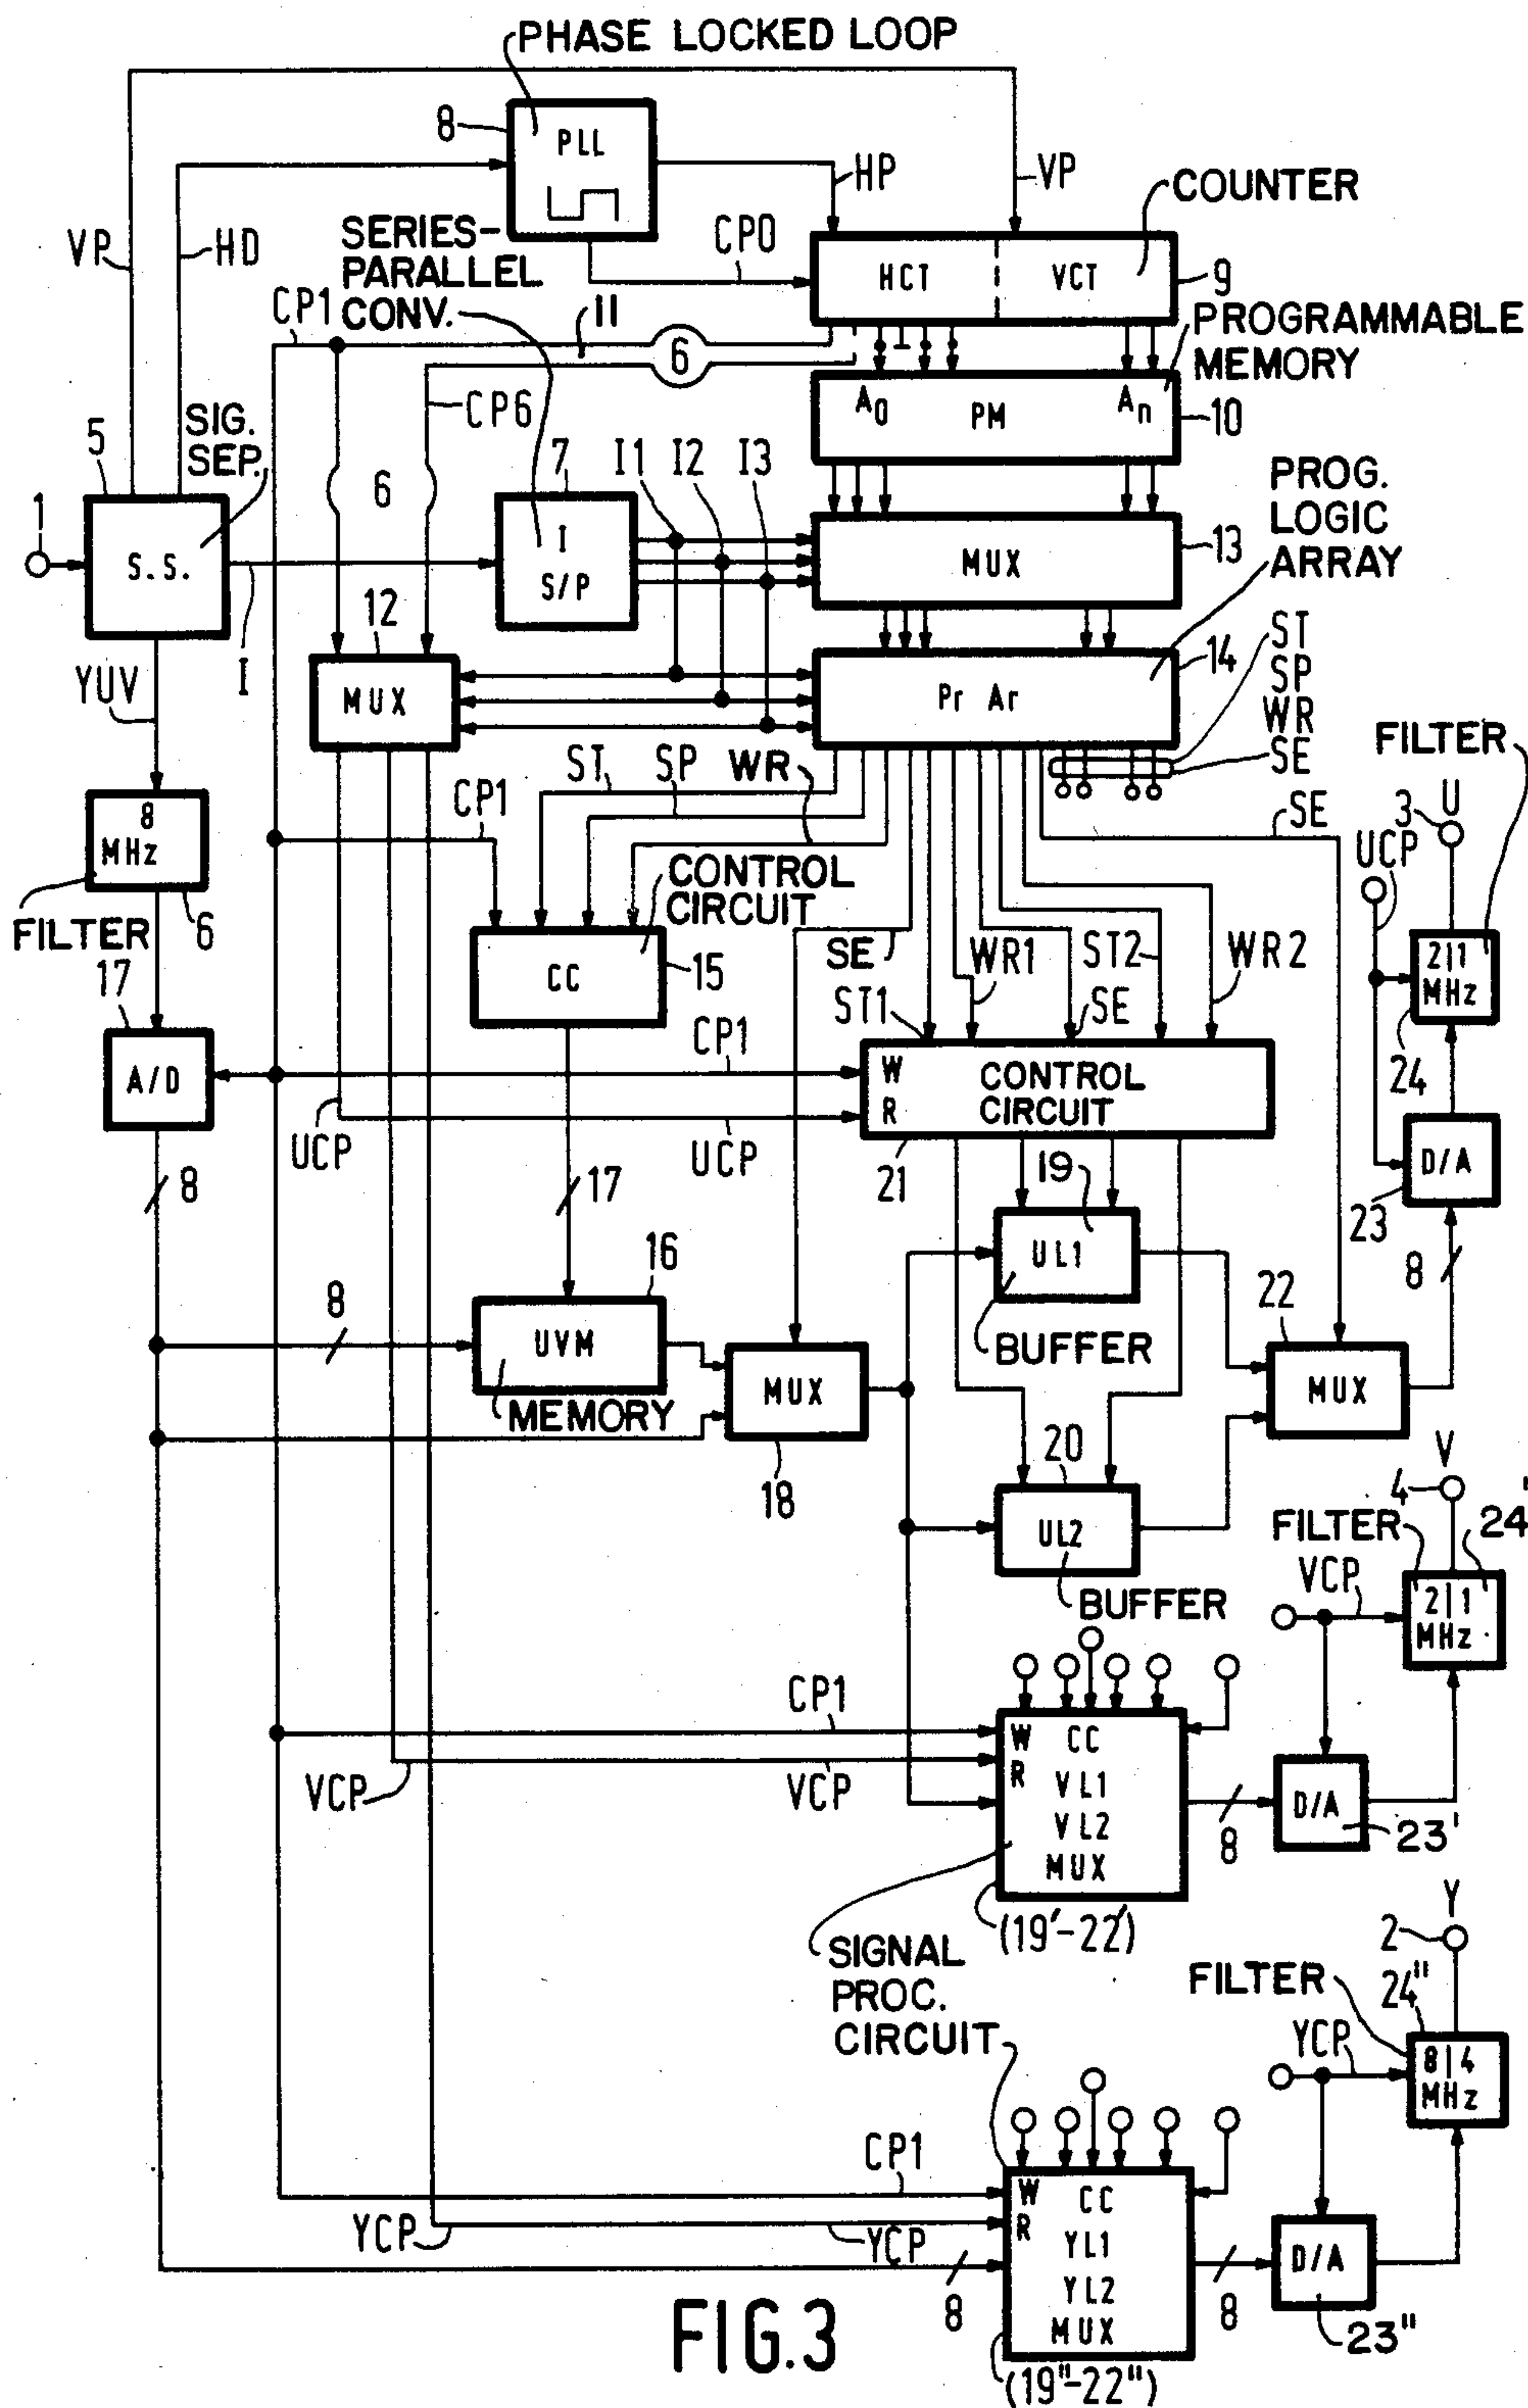 PHASE LOCKED LOOP
8
PLL
HP
VP
COUNTER
VP
HD
SERIES-
PARALLEL
CONV.
CP0
HCT
VCT
9
CP1
11
6
PROGRAMMABLE
MEMORY
CP6
A0
PM
An
10
5
SIG.
SEP.
6
7
I1
I2
I3
PROG.
LOGIC
ARRAY
1
S.S.
I
S/P
MUX
13
12
YUV
I
MUX
Pr Ar
14
ST
SP
WR
SE
FILTER
ST
SP
WR
SE
3
U
CP1
UCP
8
MHz
CONTROL
CIRCUIT
FILTER
6
17
CC
15
SE
WR1
ST2
WR2
2|1
MHz
ST1
SE
24
A/D
CP1
W
R
CONTROL
CIRCUIT
UCP
UCP
21
19
D/A
23
8
17
16
UL1
8
22
8
UVM
BUFFER
MUX
MUX
MEMORY
18
20
V
4
FILTER
24'
UL2
VCP
2|1
MHz
BUFFER
CP1
W
R
CC
VL1
VL2
MUX
VCP
VCP
8
D/A
23'
(19'-22')
Y
2
SIGNAL
PROC.
CIRCUIT
FILTER
24"
YCP
8|4
MHz
CP1
W
R
CC
YL1
YL2
MUX
YCP
YCP
8
8
D/A
23"
(19"-22")
FIG.3